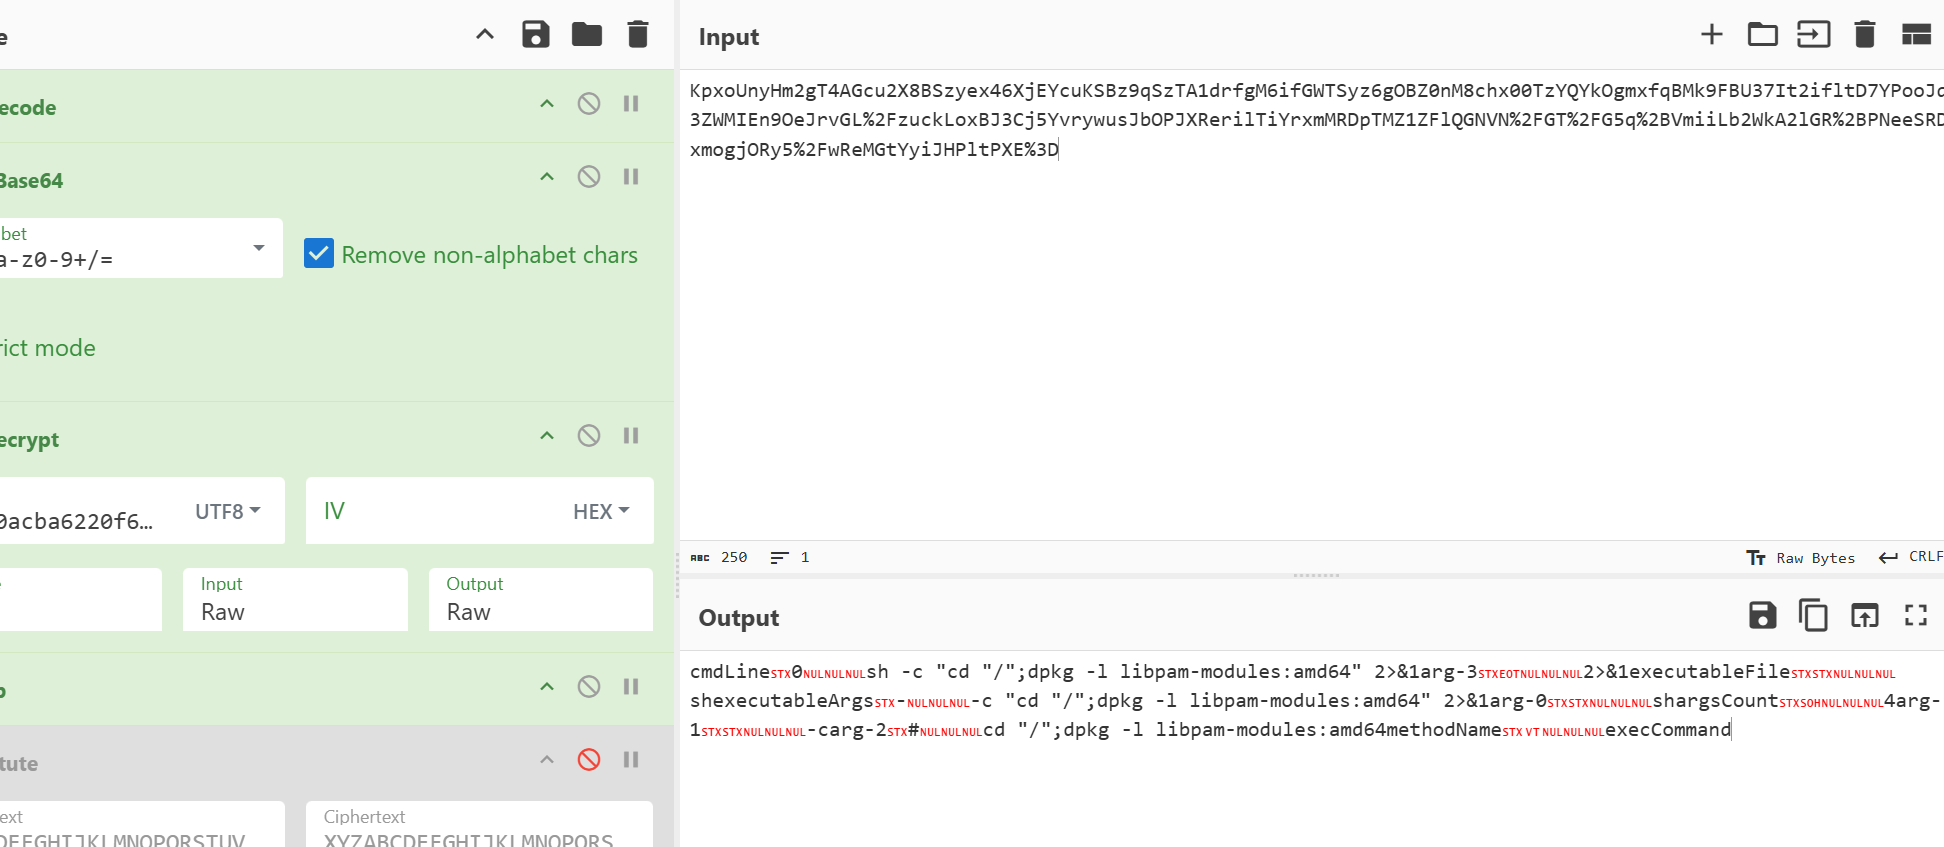 e
ecode
Base64
bet
a-z0-9+/=
Remove non-alphabet chars
rict mode
ecrypt
0acba6220f6…
UTF8
IV
HEX
Input
Raw
Output
Raw
p
tute
ext
DEFGHIJKLMNOPQRSTUV
Ciphertext
XYZABCDEFGHIJKLMNOPQRS
Input
KpxoUnyHm2gT4AGcu2X8BSzyex46XjEYcuKSBz9qSzTA1drfgM6ifGWTSyz6gOBZ0nM8chx00TzYQYkOgmxfqBMk9FBU37It2ifltD7YPooJd
3ZWMIEn9OeJrvGL%2FzuckLoxBJ3Cj5YvrywusJbOPJXRerilTiYrxmMRDpTMZ1ZFlQGNVN%2FGT%2FG5q%2BVmiiLb2WkA2lGR%2BPNeeSRD
xmogjORy5%2FwReMGtYyiJHPltPXE%3D
ABC 250 1
Tт Raw Bytes CRLF
Output
cmdLineSTX0NULNULNULsh -c "cd "/";dpkg -l libpam-modules:amd64" 2>&1arg-3STXEOTNULNULNUL2>&1executableFileSTXSTXNULNULNUL
shexecutableArgsSTX-NULNULNUL-c "cd "/";dpkg -l libpam-modules:amd64" 2>&1arg-0STXSTXNULNULNULshargsCountSTXSOHNULNULNUL4arg-
1STXSTXNULNULNUL-carg-2STX#NULNULNULcd "/";dpkg -l libpam-modules:amd64methodNameSTXVTNULNULNULexecCommand